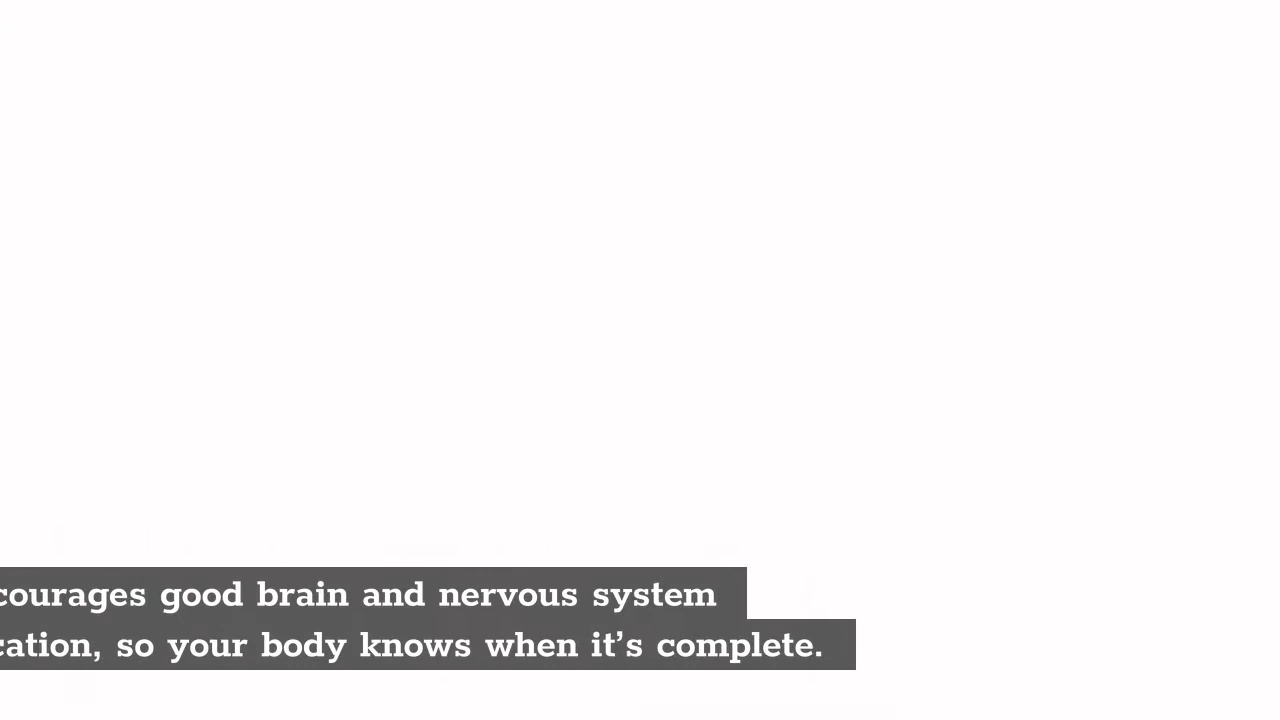 courages good brain and nervous system
cation, so your body knows when it's complete.